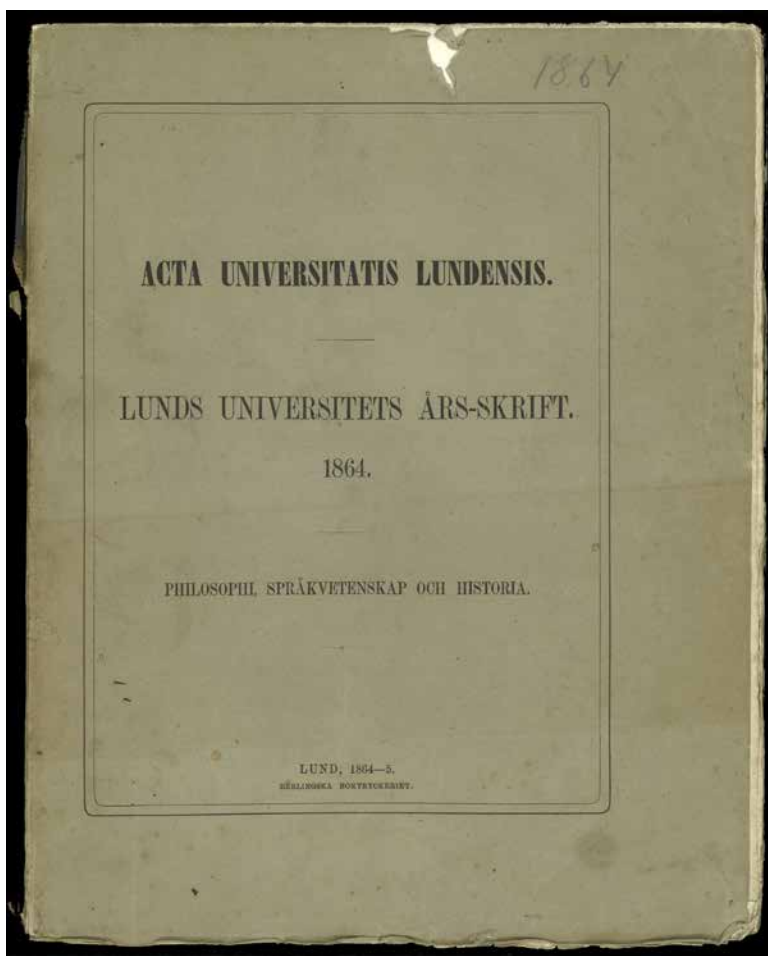 1864
ACTA UNIVERSITATIS LUNDENSIS.
LUNDS UNIVERSITETS ÅRS-SKRIFT.
1864.
PHILOSOPHI, SPRÅKVETENSKAP OCH HISTORIA.
LUND, 1864—5.
BERLINGSKA BOKTRYCKERIET.